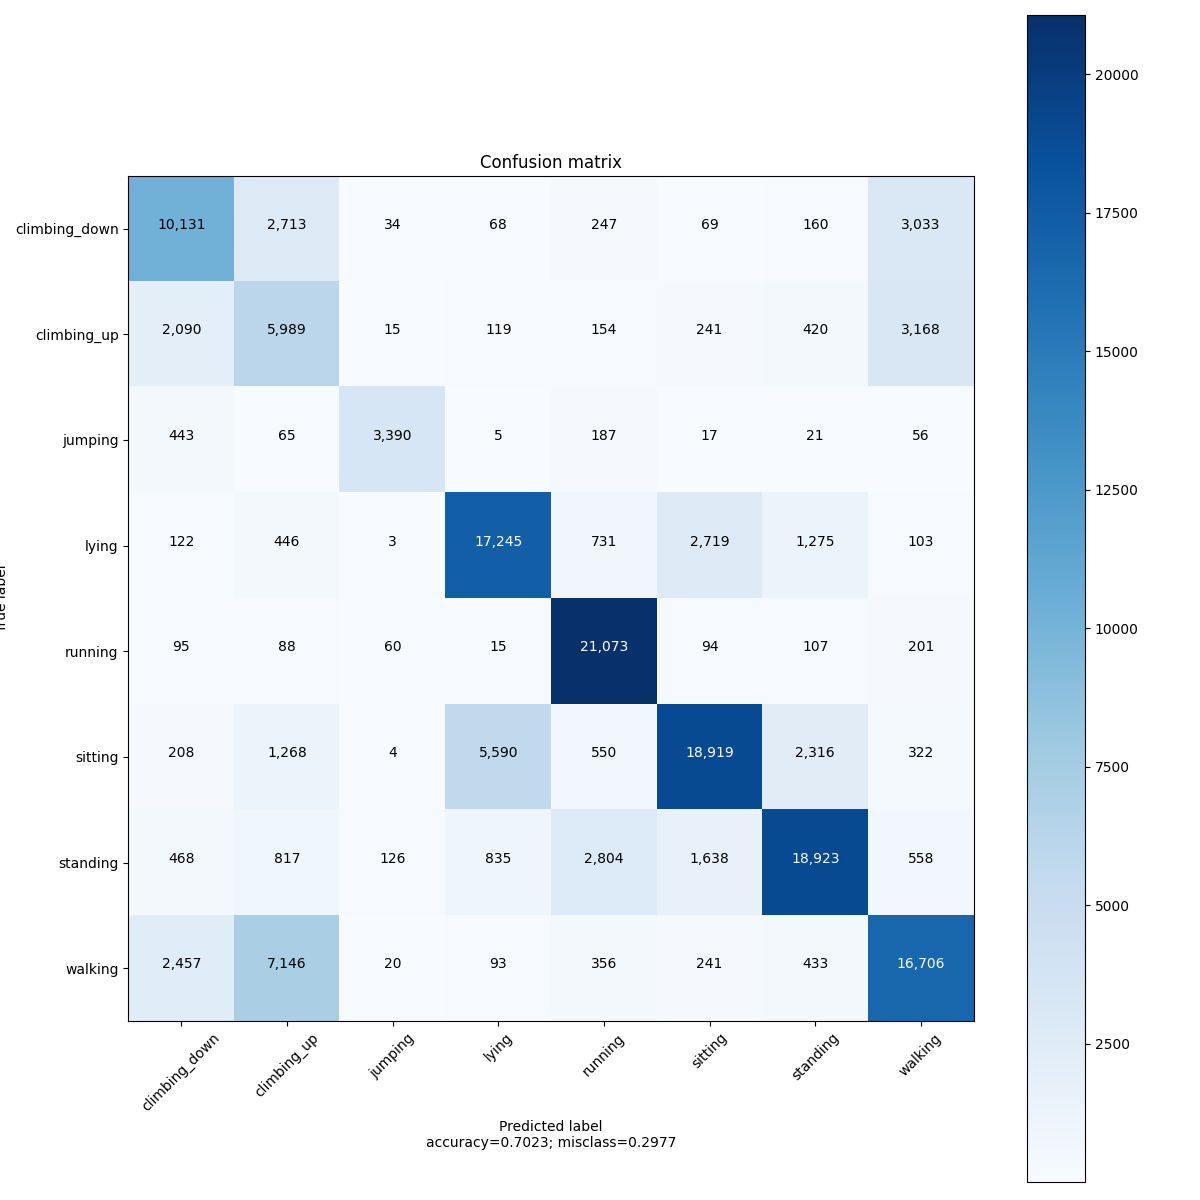 Confusion matrix
climbing_down 10,131 2,713 34 68 247 69 160 3,033
climbing_up 2,090 5,989 15 119 154 241 420 3,168
jumping 443 65 3,390 5 187 17 21 56
lying 122 446 3 17,245 731 2,719 1,275 103
running 95 88 60 15 21,073 94 107 201
sitting 208 1,268 4 5,590 550 18,919 2,316 322
standing 468 817 126 835 2,804 1,638 18,923 558
walking 2,457 7,146 20 93 356 241 433 16,706
climbing_down climbing_up jumping lying running sitting standing walking
Predicted label
accuracy=0.7023; misclass=0.2977
True label
20000
17500
15000
12500
10000
7500
5000
2500